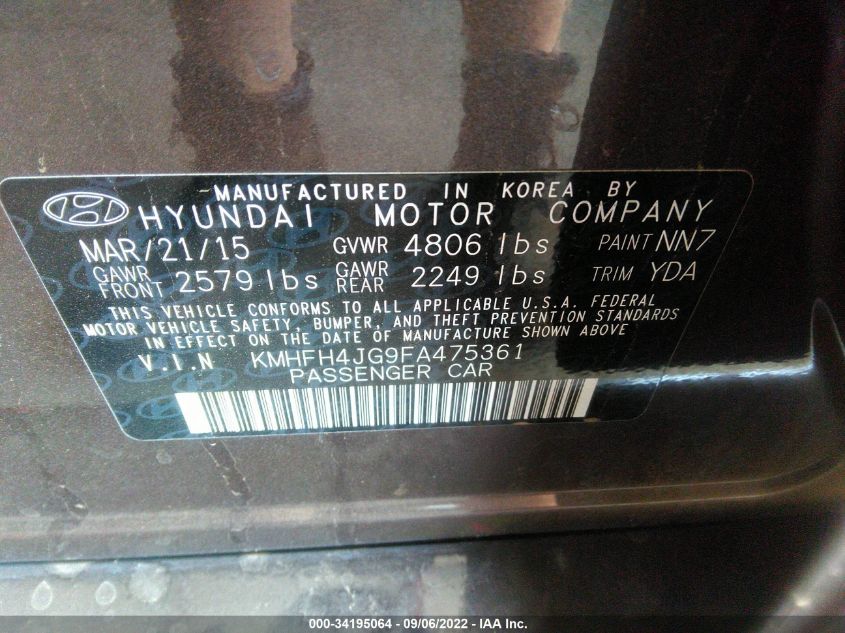 MANUFACTURED IN KOREA BY
HYUNDAI MOTOR COMPANY
MAR/21/15 GVWR 4806 lbs PAINT NN7
GAWR FRONT 2579 lbs GAWR REAR 2249 lbs TRIM YDA
THIS VEHICLE CONFORMS TO ALL APPLICABLE U.S.A. FEDERAL
MOTOR VEHICLE SAFETY, BUMPER, AND THEFT PREVENTION STANDARDS
IN EFFECT ON THE DATE OF MANUFACTURE SHOWN ABOVE
V.I.N KMHFH4JG9FA475361
PASSENGER CAR
000-34195064 - 09/06/2022 - IAA Inc.